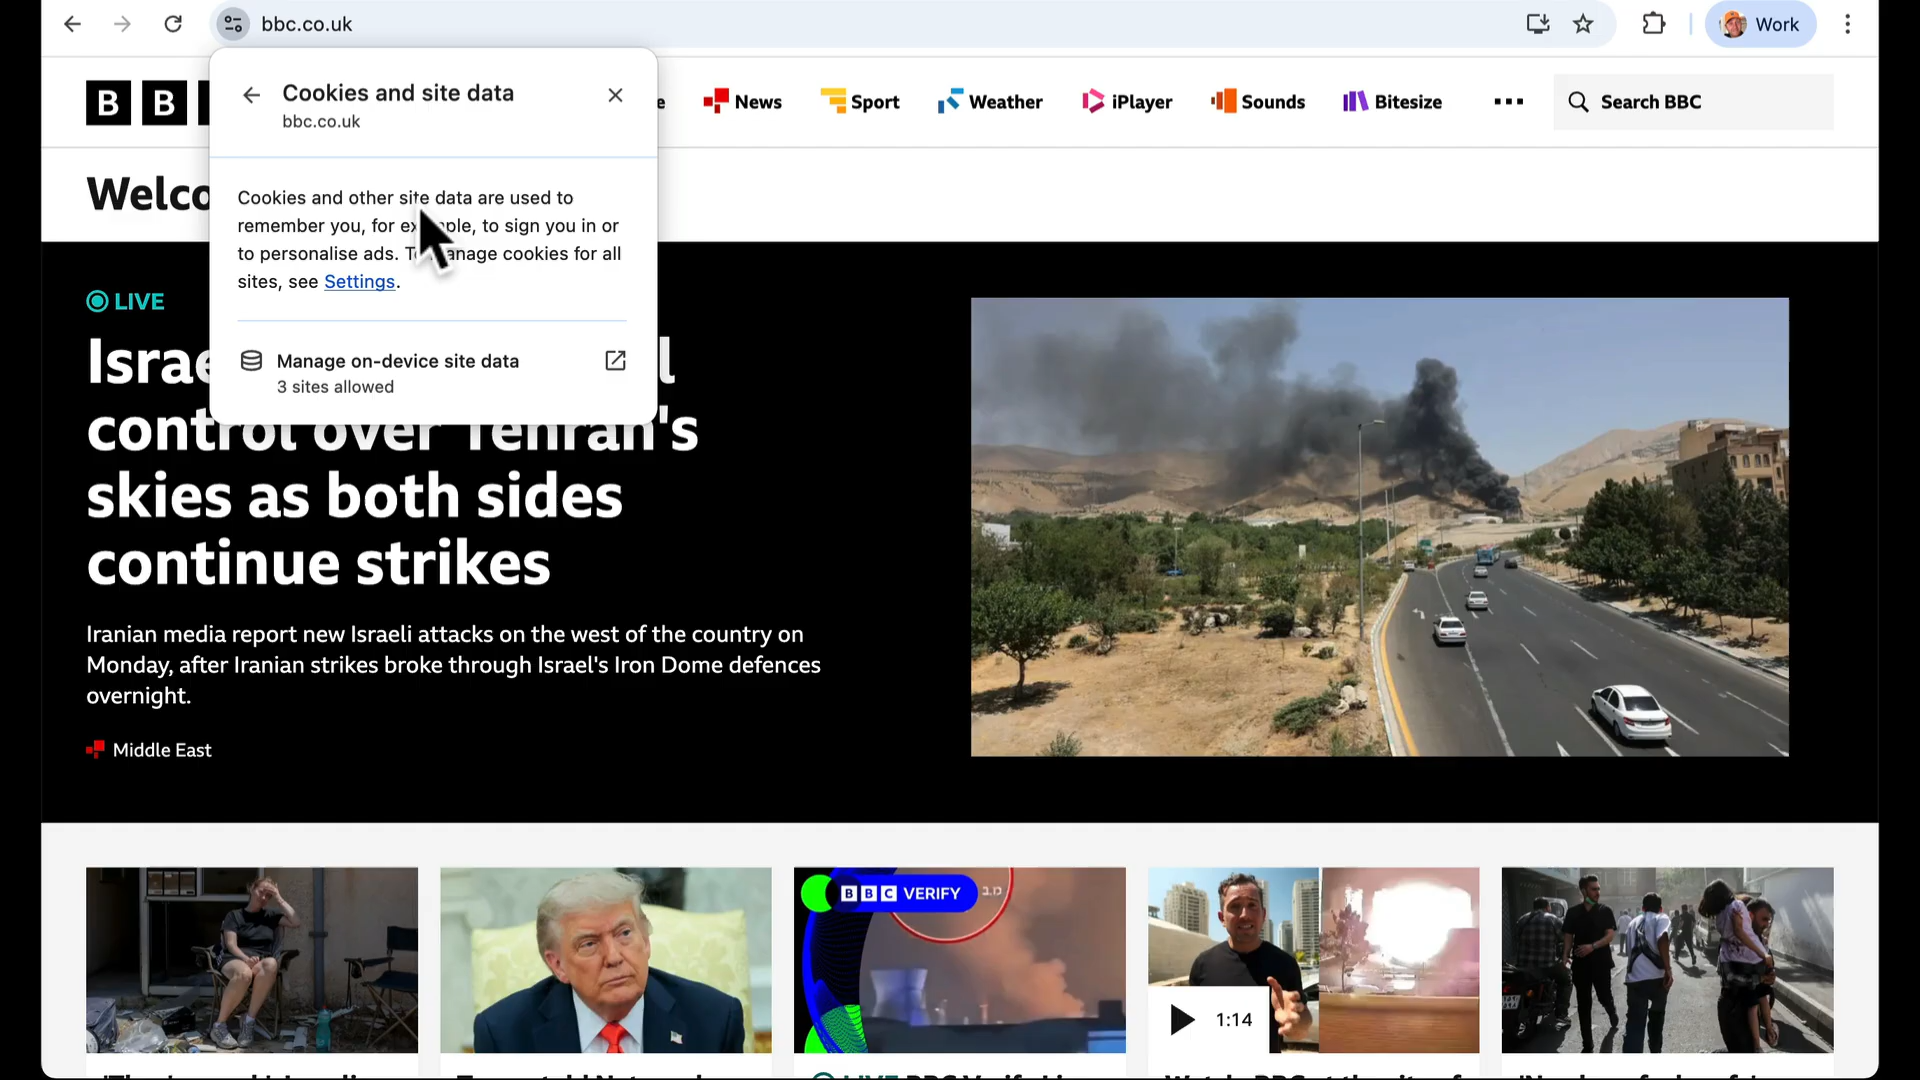 bbc.co.uk
Work
Cookies and site data
bbc.co.uk
B B
News
Sport
Weather
iPlayer
Sounds
Bitesize
Search BBC
Cookies and other site data are used to
remember you, for
to sign you in or
to personalise ads.
cookies for all
sites, see Settings.
Manage on-device site data
3 sites allowed
LIVE
control over Tehran's
skies as both sides
continue strikes
Iranian media report new Israeli attacks on the west of the country on
Monday, after Iranian strikes broke through Israel's Iron Dome defences
overnight.
Middle East
BBC VERIFY
1:14